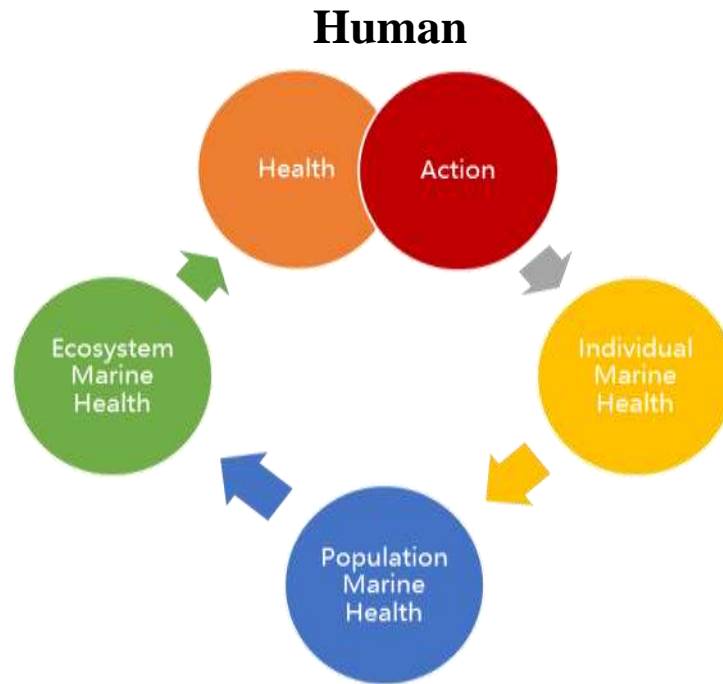 Human
Health
Action
Ecosystem
Marine
Health
Individual
Marine
Health
Population
Marine
Health